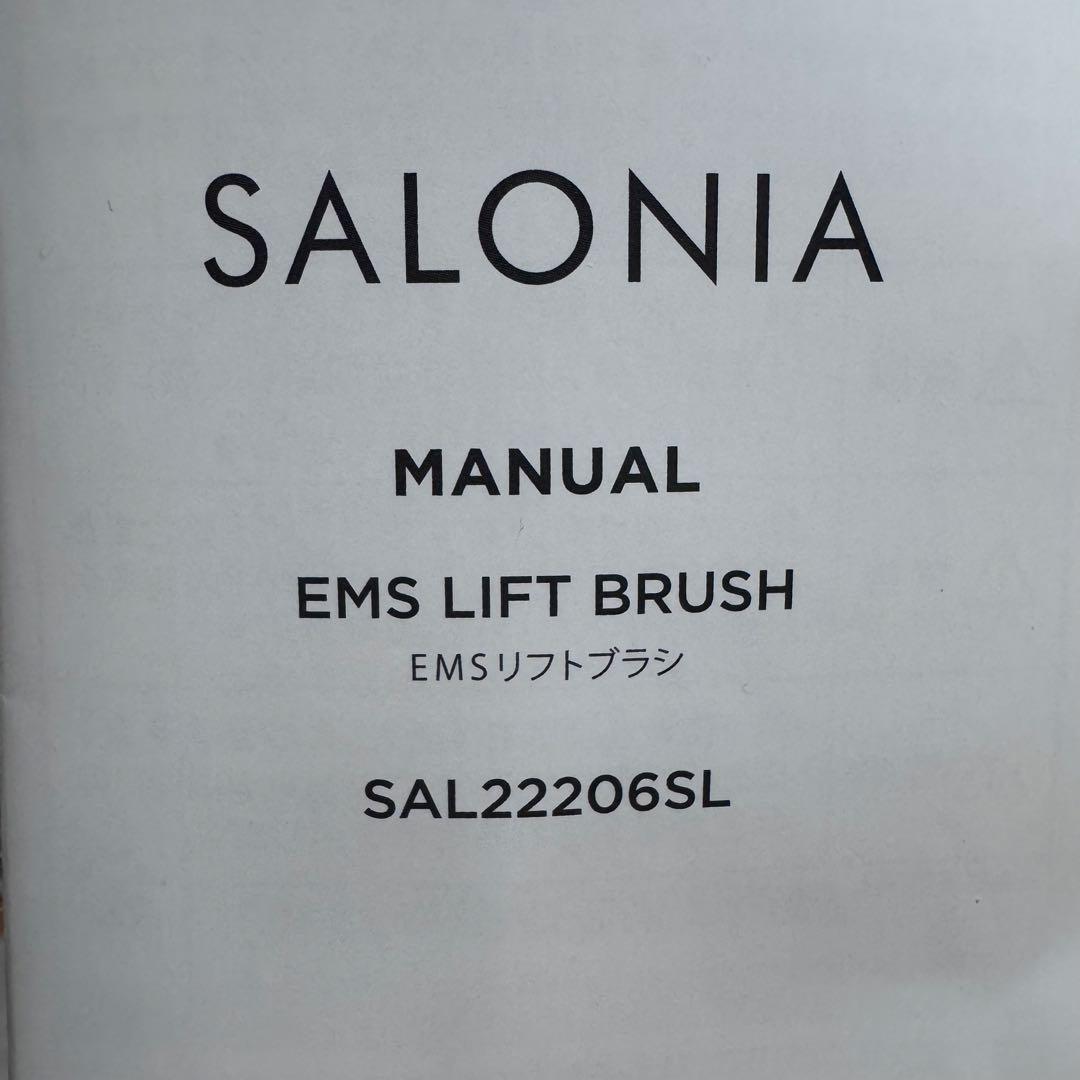 SALONIA
MANUAL
EMS LIFT BRUSH
EMSリフトブラシ
SAL22206SL